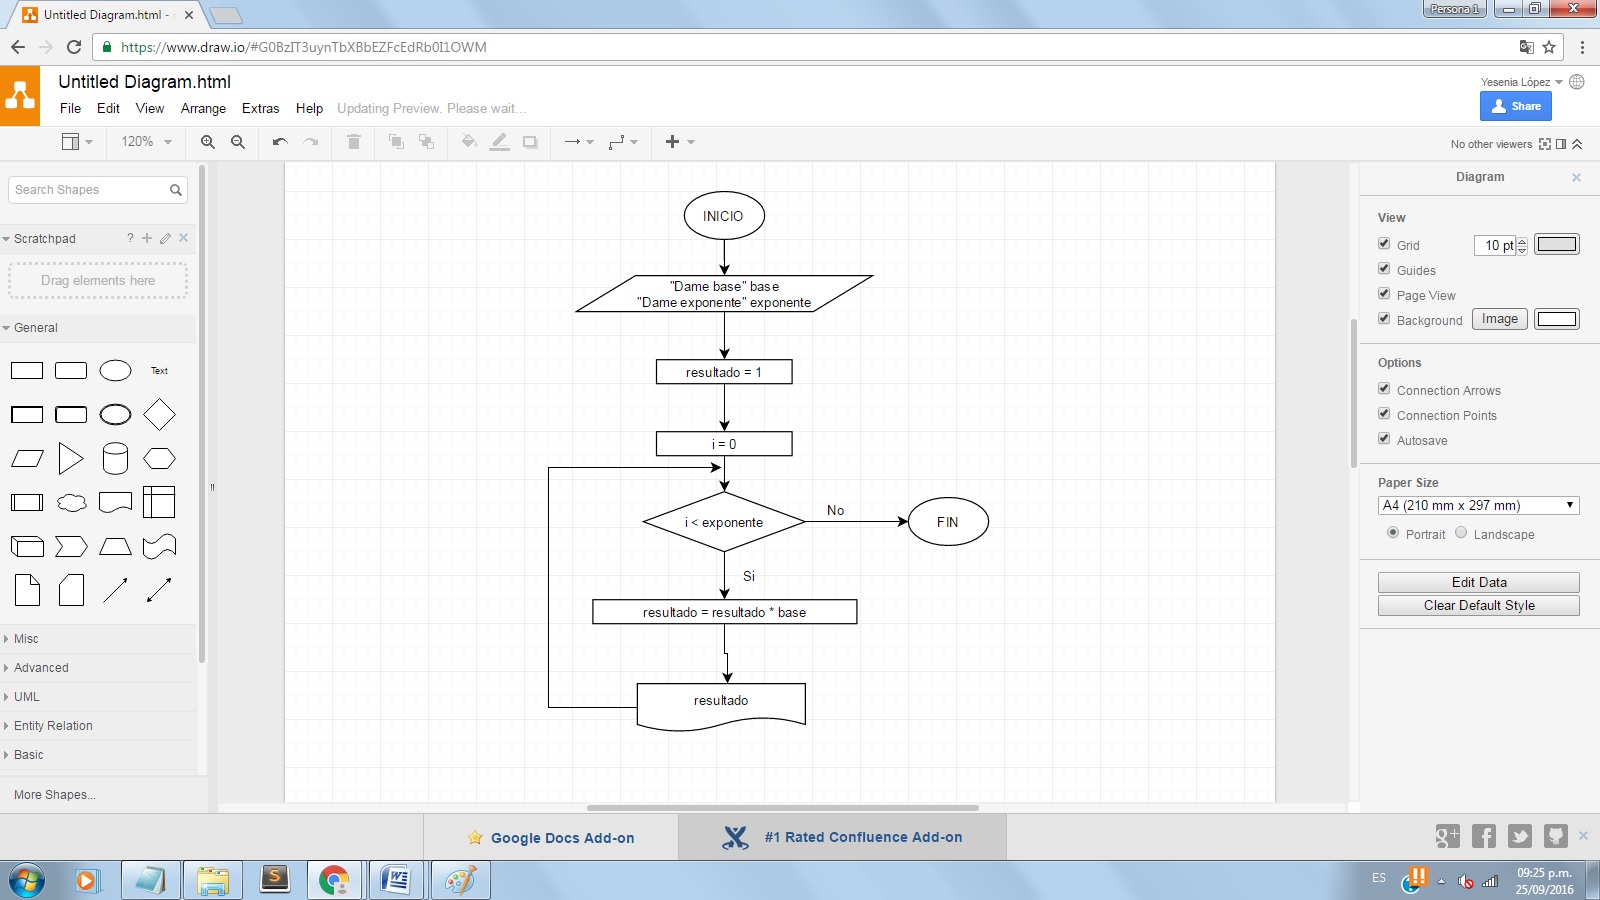 Untitled Diagram.html -
Persona 1
https://www.draw.io/#G0BzIT3uynTbXBbEZFcEdRb0I1OWM
Untitled Diagram.html
Yesenia López
File Edit View Arrange Extras Help Updating Preview. Please wait...
Share
120%
No other viewers
Search Shapes
Scratchpad ?
Drag elements here
General
Text
Misc
Advanced
UML
Entity Relation
Basic
More Shapes...
INICIO
"Dame base" base
"Dame exponente" exponente
resultado = 1
i = 0
i < exponente
No
FIN
Si
resultado = resultado * base
resultado
Diagram
View
Grid 10 pt
Guides
Page View
Background Image
Options
Connection Arrows
Connection Points
Autosave
Paper Size
A4 (210 mm x 297 mm)
Portrait Landscape
Edit Data
Clear Default Style
Google Docs Add-on
#1 Rated Confluence Add-on
ES
09:25 p.m.
25/09/2016